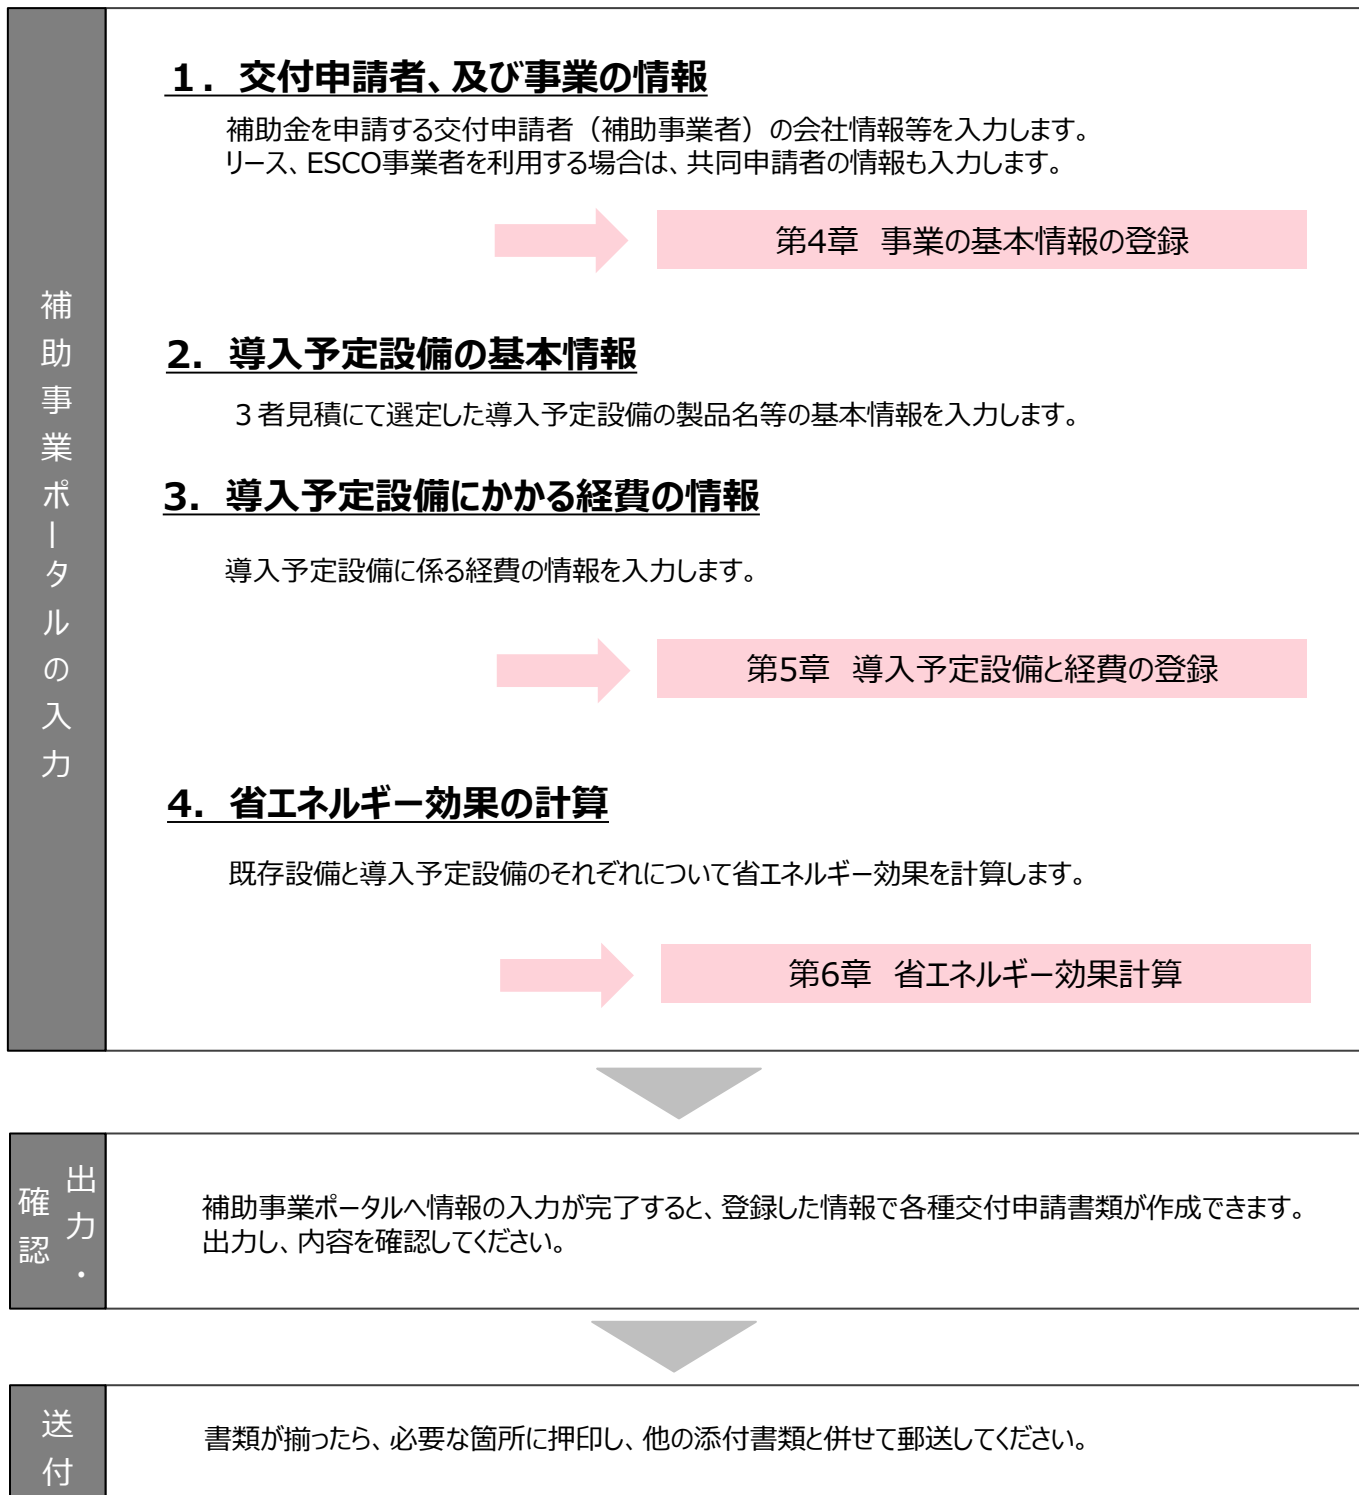 補助事業ポータルの入力
１．交付申請者、及び事業の情報
補助金を申請する交付申請者（補助事業者）の会社情報等を入力します。
リース、ESCO事業者を利用する場合は、共同申請者の情報も入力します。
第4章 事業の基本情報の登録
2. 導入予定設備の基本情報
３者見積にて選定した導入予定設備の製品名等の基本情報を入力します。
3. 導入予定設備にかかる経費の情報
導入予定設備に係る経費の情報を入力します。
第5章 導入予定設備と経費の登録
4. 省エネルギー効果の計算
既存設備と導入予定設備のそれぞれについて省エネルギー効果を計算します。
第6章 省エネルギー効果計算
出力・
確認
補助事業ポータルへ情報の入力が完了すると、登録した情報で各種交付申請書類が作成できます。
出力し、内容を確認してください。
送付
書類が揃ったら、必要な箇所に押印し、他の添付書類と併せて郵送してください。